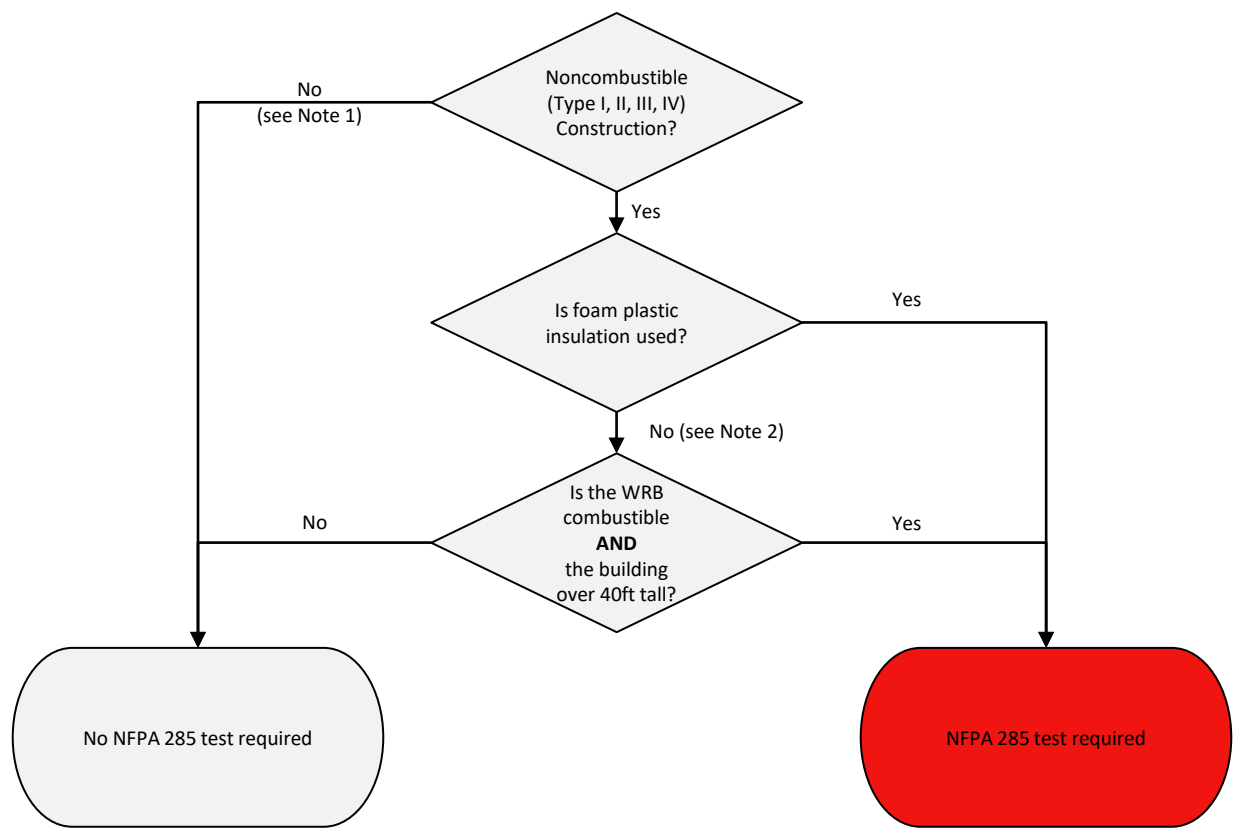 Noncombustible
(Type I, II, III, IV)
Construction?
No
(see Note 1)
Yes
Is foam plastic
insulation used?
Yes
No (see Note 2)
Is the WRB
combustible
AND
the building
over 40ft tall?
No
Yes
No NFPA 285 test required
NFPA 285 test required